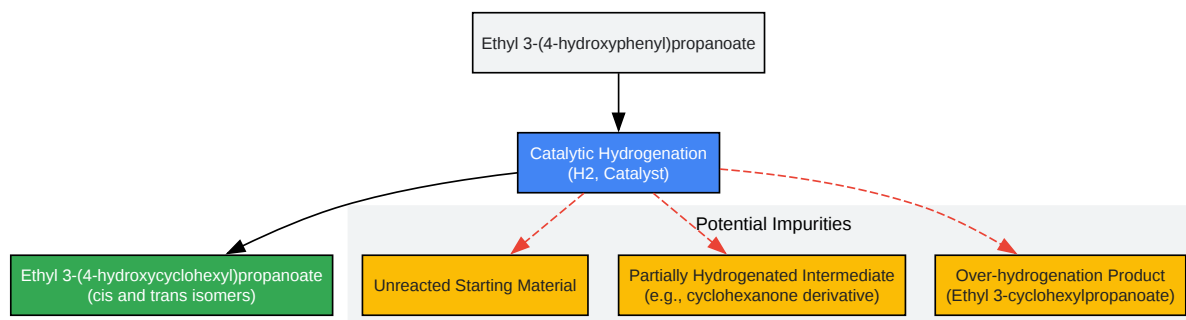 Ethyl 3-(4-hydroxyphenyl)propanoate
Catalytic Hydrogenation
(H2, Catalyst)
Potential Impurities
Ethyl 3-(4-hydroxycyclohexyl)propanoate
(cis and trans isomers)
Unreacted Starting Material
Partially Hydrogenated Intermediate
(e.g., cyclohexanone derivative)
Over-hydrogenation Product
(Ethyl 3-cyclohexylpropanoate)